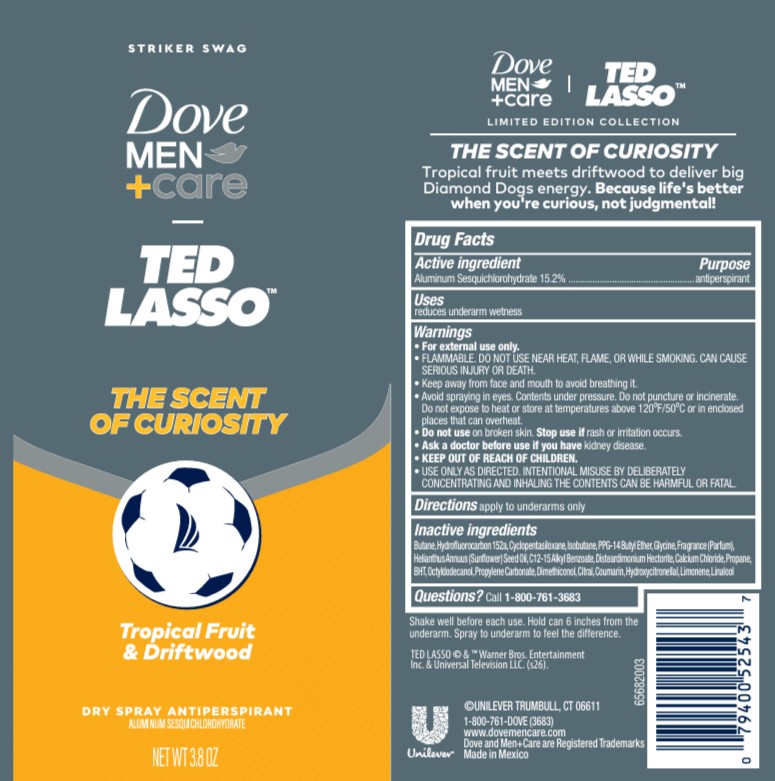 STRIKER SWAG
Dove
MEN
+care
TED
LASSO™
THE SCENT
OF CURIOSITY
Tropical Fruit
& Driftwood
DRY SPRAY ANTIPERSPIRANT
ALUMINUM SESQUICHLOROHYDRATE
NET WT 3.8 OZ
Dove
MEN
+care
TED
LASSO™
LIMITED EDITION COLLECTION
THE SCENT OF CURIOSITY
Tropical fruit meets driftwood to deliver big
Diamond Dogs energy. Because life's better
when you're curious, not judgmental!
Drug Facts
Active ingredient Purpose
Aluminum Sesquichlorohydrate 15.2% ........ antiperspirant
Uses
reduces underarm wetness
Warnings
• For external use only.
• FLAMMABLE. DO NOT USE NEAR HEAT, FLAME, OR WHILE SMOKING. CAN CAUSE
SERIOUS INJURY OR DEATH.
• Keep away from face and mouth to avoid breathing it.
• Avoid spraying in eyes. Contents under pressure. Do not puncture or incinerate.
Do not expose to heat or store at temperatures above 120⁰F/50⁰C or in enclosed
places that can overheat.
• Do not use on broken skin. Stop use if rash or irritation occurs.
• Ask a doctor before use if you have kidney disease.
• KEEP OUT OF REACH OF CHILDREN.
• USE ONLY AS DIRECTED. INTENTIONAL MISUSE BY DELIBERATELY
CONCENTRATING AND INHALING THE CONTENTS CAN BE HARMFUL OR FATAL.
Directions apply to underarms only
Inactive ingredients
Butane, Hydrofluorocarbon 152a, Cyclopentasiloxane, Isobutane, PPG-14 Butyl Ether, Glycine, Fragrance (Parfum),
Helianthus Annuus (Sunflower) Seed Oil, C12-15 Alkyl Benzoate, Disteardimonium Hectorite, Calcium Chloride, Propane,
BHT, Octyldodecanol, Propylene Carbonate, Dimethiconol, Citral, Coumarin, Hydroxycitronellal, Limonene, Linalool
Questions? Call 1-800-761-3683
Shake well before each use. Hold can 6 inches from the
underarm. Spray to underarm to feel the difference.
TED LASSO © & ™ Warner Bros. Entertainment
Inc. & Universal Television LLC. (s26).
65682003
0 79400 52543 7
Unilever
©UNILEVER TRUMBULL, CT 06611
1-800-761-DOVE (3683)
www.dovemencare.com
Dove and Men+Care are Registered Trademarks
Made in Mexico